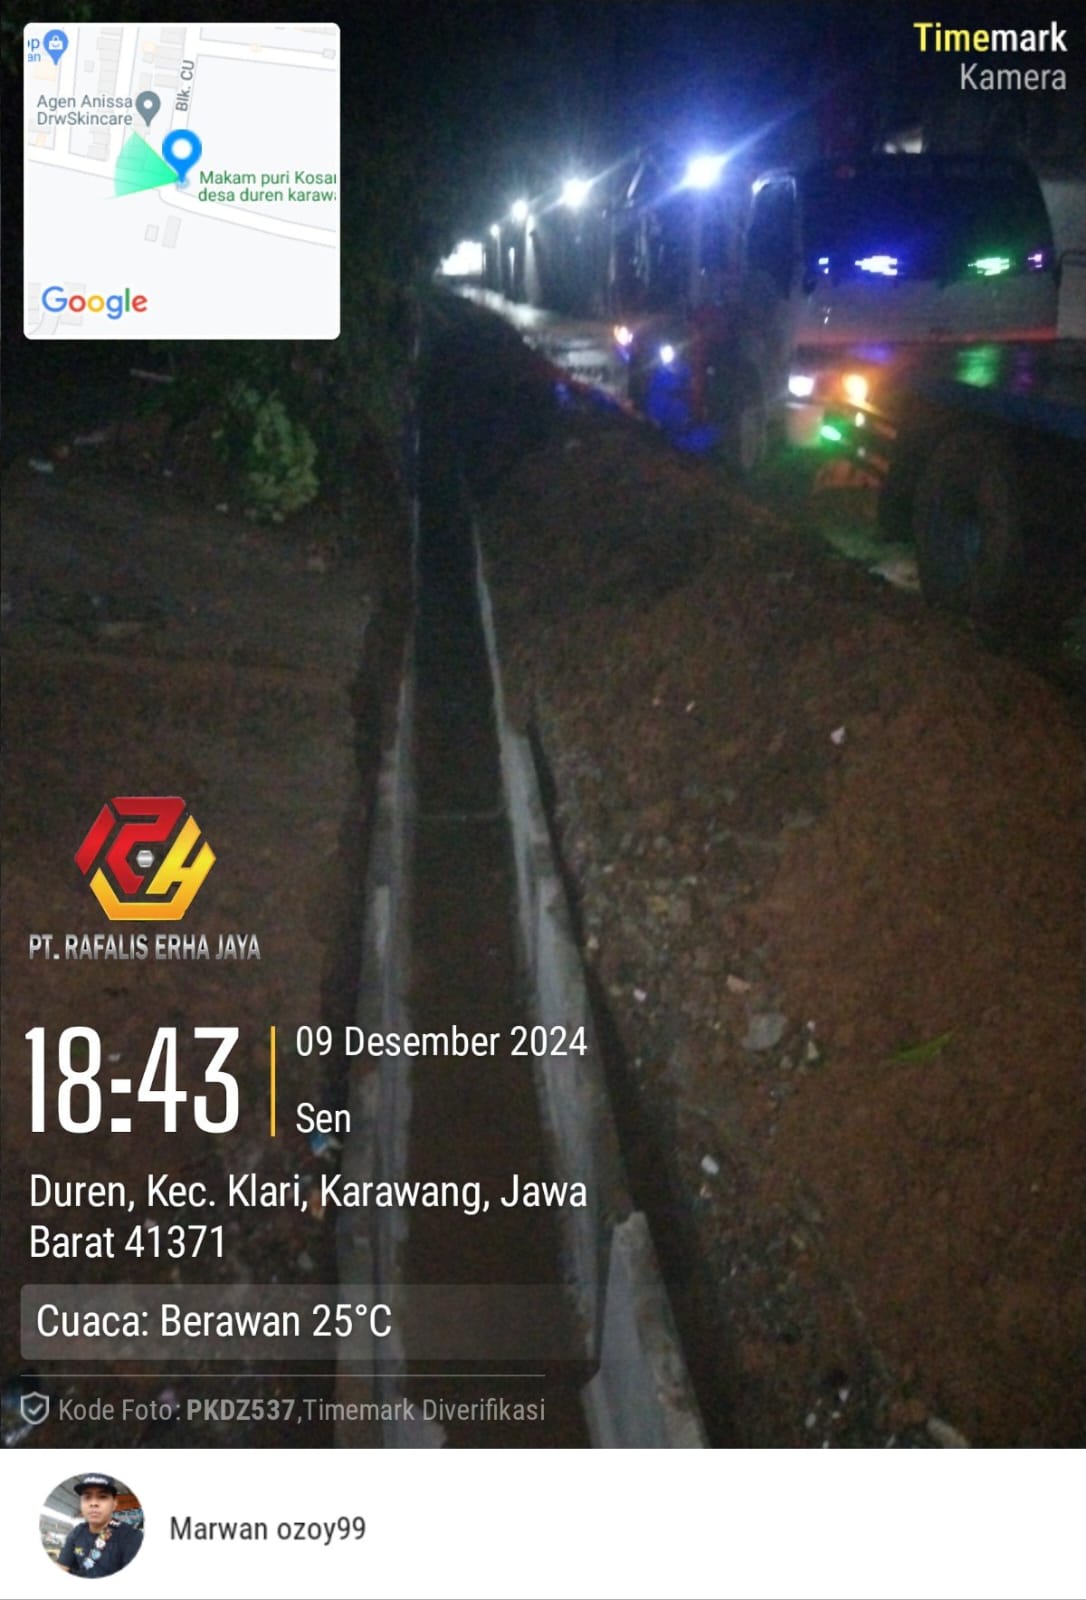 Timemark
Kamera
Blk. CU
Agen Anissa
DrwSkincare
Makam puri
desa duren
Google
PT. RAFALIS ERHA JAYA
18:43
09 Desember 2024
Sen
Duren, Kec. Klari, Karawang, Jawa
Barat 41371
Cuaca: Berawan 25°C
Kode Foto: PKDZ537,Timemark Diverifikasi
Marwan ozoy99